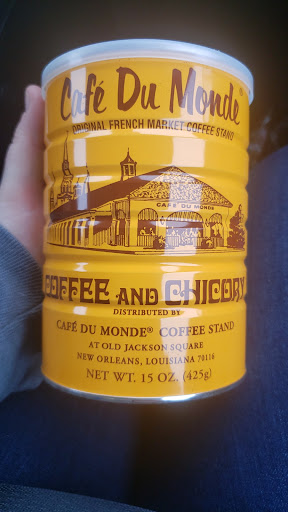 Café Du Monde®
ORIGINAL FRENCH MARKET COFFEE STAND
CAFE DU MONDE
COFFEE AND CHICORY
DISTRIBUTED BY
CAFÉ DU MONDE® COFFEE STAND
AT OLD JACKSON SQUARE
NEW ORLEANS, LOUISIANA 70116
NET WT. 15 OZ. (425g)